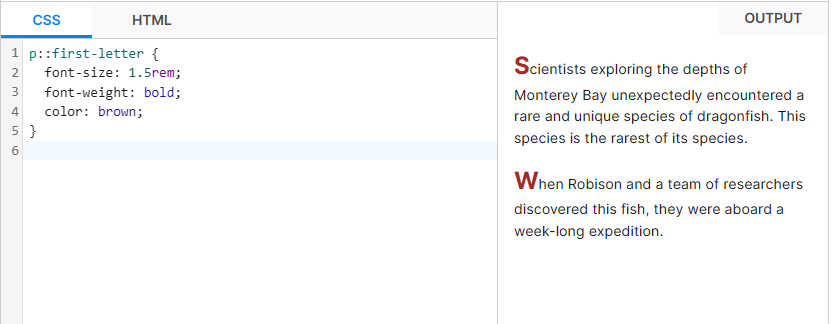 CSS HTML OUTPUT
1 p::first-letter {
2   font-size: 1.5rem;
3   font-weight: bold;
4   color: brown;
5 }
6
Scientists exploring the depths of
Monterey Bay unexpectedly encountered a
rare and unique species of dragonfish. This
species is the rarest of its species.
When Robison and a team of researchers
discovered this fish, they were aboard a
week-long expedition.